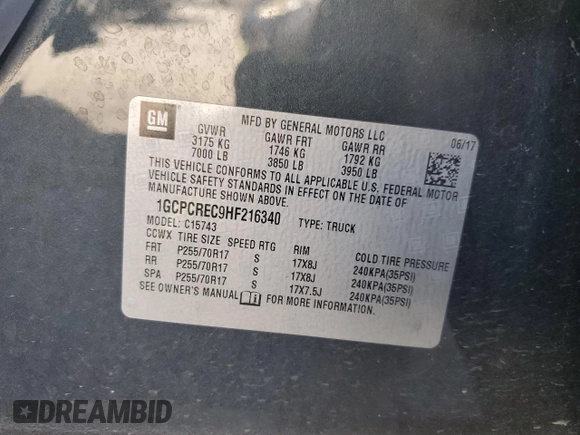 GM
MFD BY GENERAL MOTORS LLC
GVWR GAWR FRT GAWR RR 06/17
3175 KG 1746 KG 1792 KG
7000 LB 3850 LB 3950 LB
THIS VEHICLE CONFORMS TO ALL APPLICABLE U.S. FEDERAL MOTOR
VEHICLE SAFETY STANDARDS IN EFFECT ON THE DATE OF
MANUFACTURE SHOWN ABOVE.
1GCPCREC9HF216340 TYPE: TRUCK
MODEL: C15743
CCWX TIRE SIZE SPEED RTG RIM COLD TIRE PRESSURE
FRT P255/70R17 S 17X8J 240KPA(35PSI)
RR P255/70R17 S 17X8J 240KPA(35PSI)
SPA P255/70R17 S 17X7.5J 240KPA(35PSI)
SEE OWNER'S MANUAL FOR MORE INFORMATION.
DREAMBID